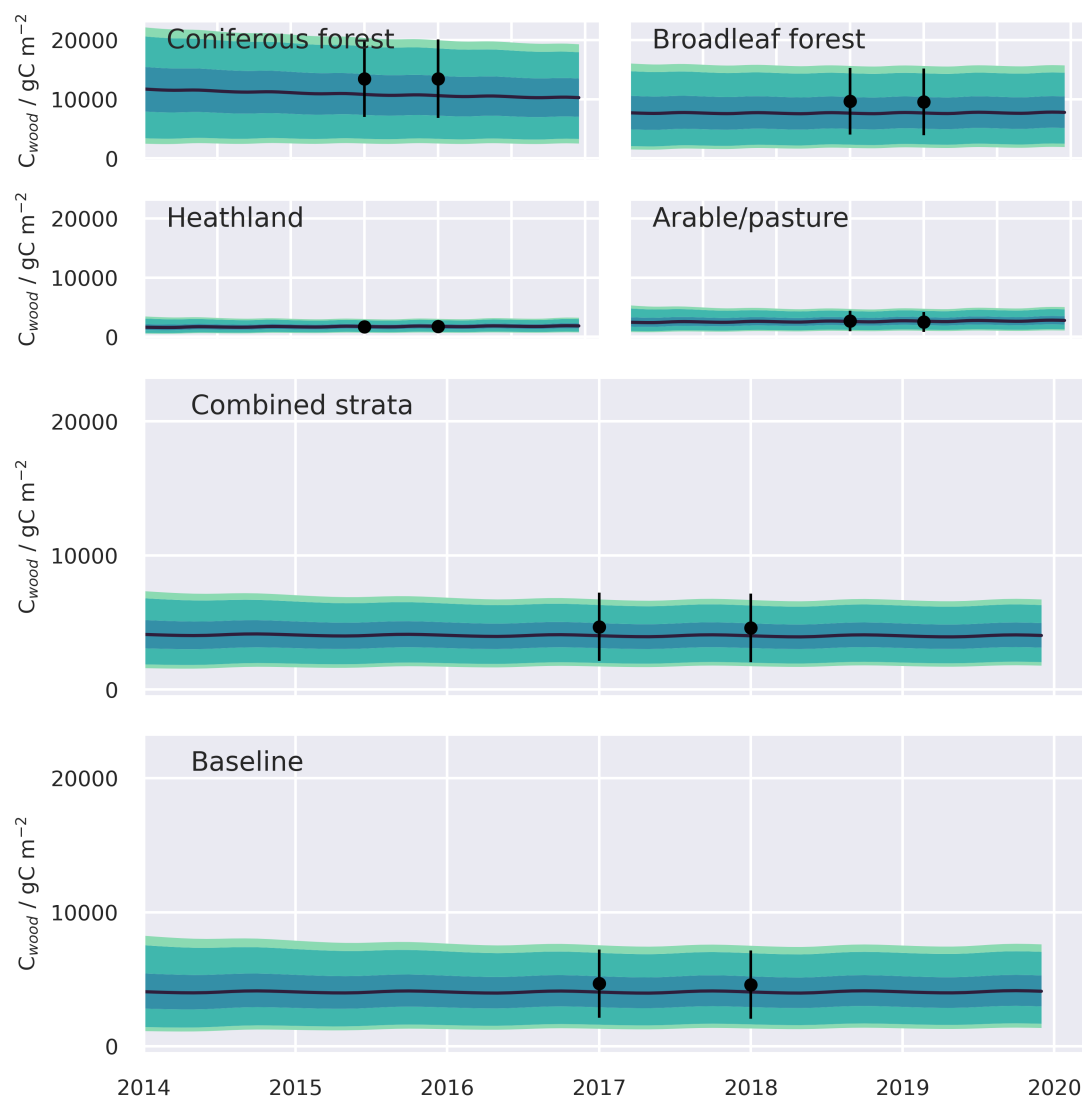 Coniferous forest
Broadleaf forest
20000
10000
0
C_wood / gC m⁻²
Heathland
Arable/pasture
20000
10000
0
C_wood / gC m⁻²
Combined strata
20000
10000
0
C_wood / gC m⁻²
Baseline
20000
10000
0
C_wood / gC m⁻²
2014 2015 2016 2017 2018 2019 2020